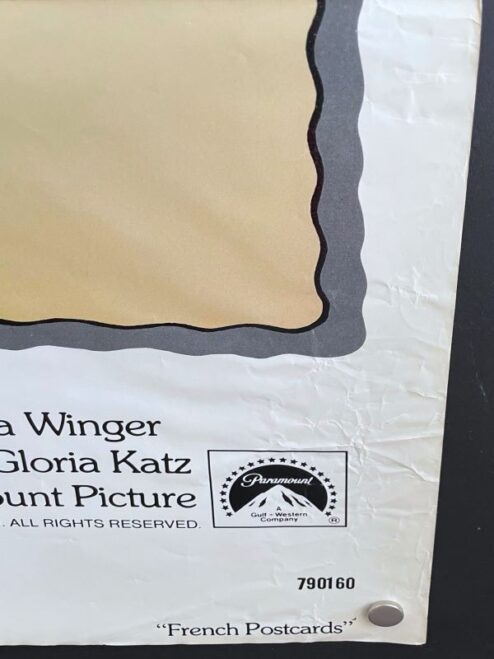 a Winger
Gloria Katz
ount Picture
. ALL RIGHTS RESERVED.
Paramount
A
Gulf + Western
Company
®
790160
"French Postcards"